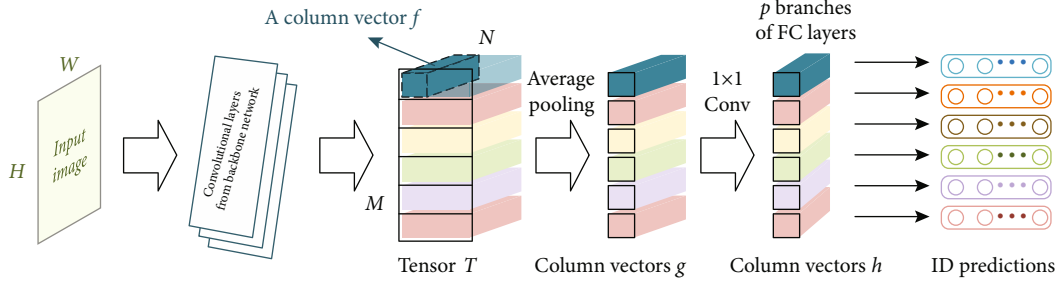 A column vector f
p branches
of FC layers
W
N
H
Input
image
Convolutional layers
from backbone network
M
Average
pooling
1×1
Conv
Tensor T
Column vectors g
Column vectors h
ID predictions